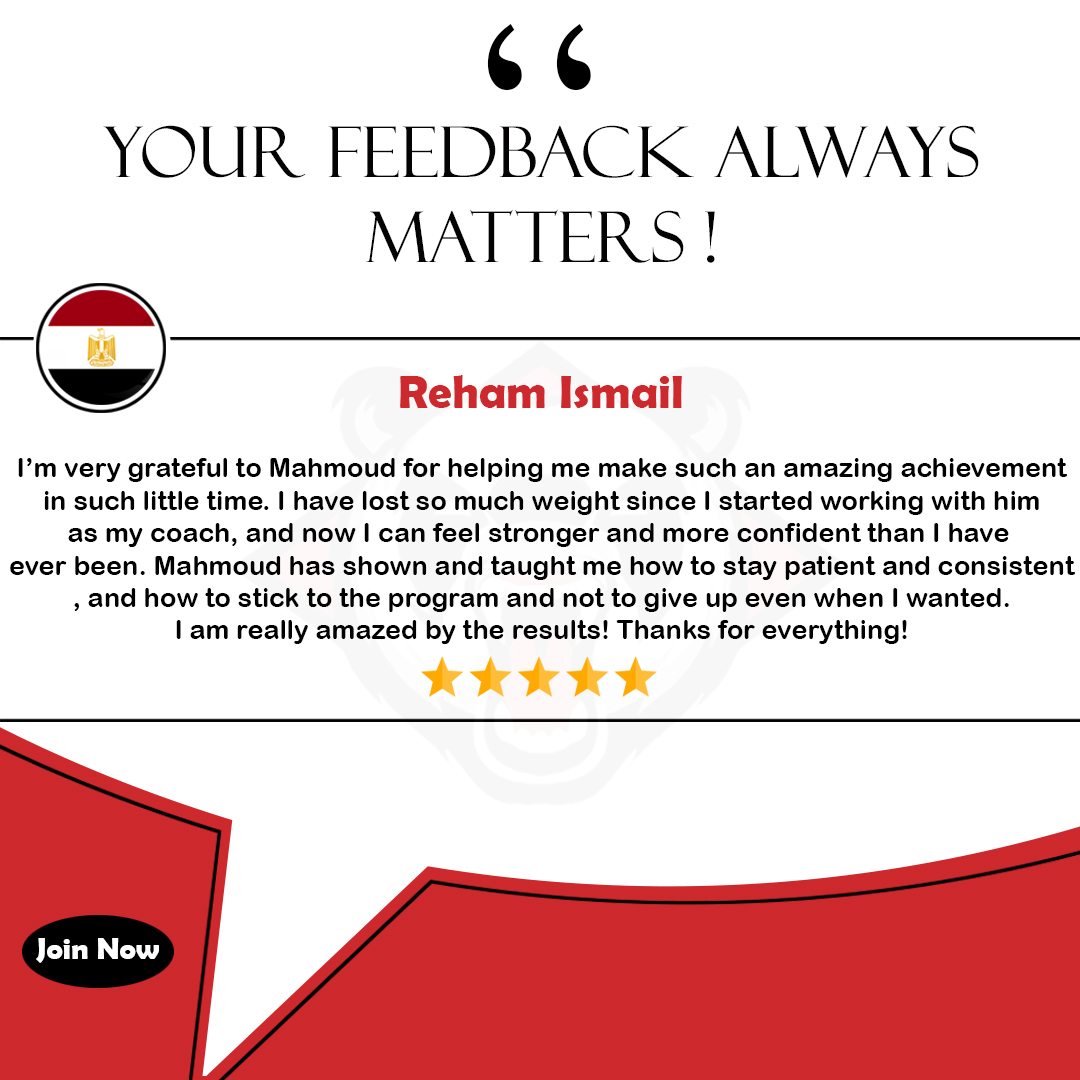 “
YOUR FEEDBACK ALWAYS
MATTERS !
Reham Ismail
I’m very grateful to Mahmoud for helping me make such an amazing achievement
in such little time. I have lost so much weight since I started working with him
as my coach, and now I can feel stronger and more confident than I have
ever been. Mahmoud has shown and taught me how to stay patient and consistent
, and how to stick to the program and not to give up even when I wanted.
I am really amazed by the results! Thanks for everything!
Join Now